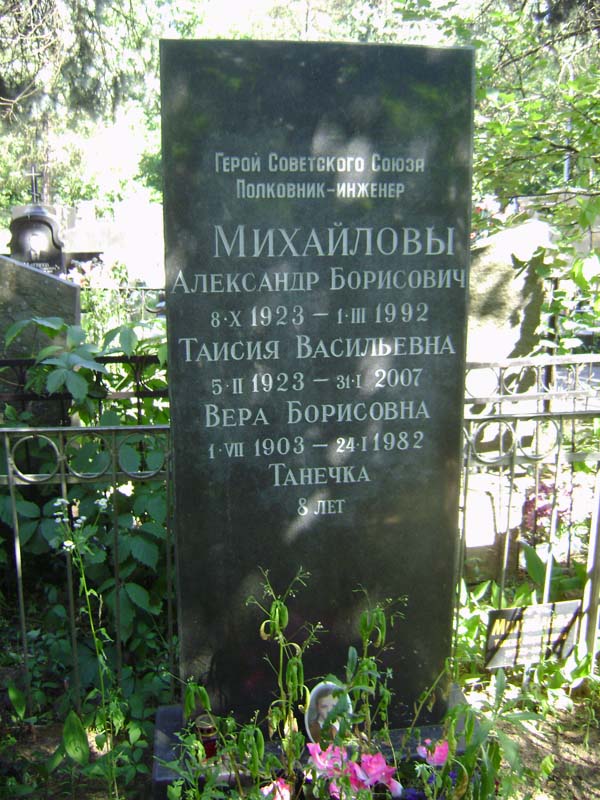 Герой Советского Союза
Полковник-инженер
Михайловы
Александр Борисович
8·X 1923 – 1·III 1992
Таисия Васильевна
5·II 1923 – 31·I 2007
Вера Борисовна
1·VII 1903 – 24·I 1982
Танечка
8 лет